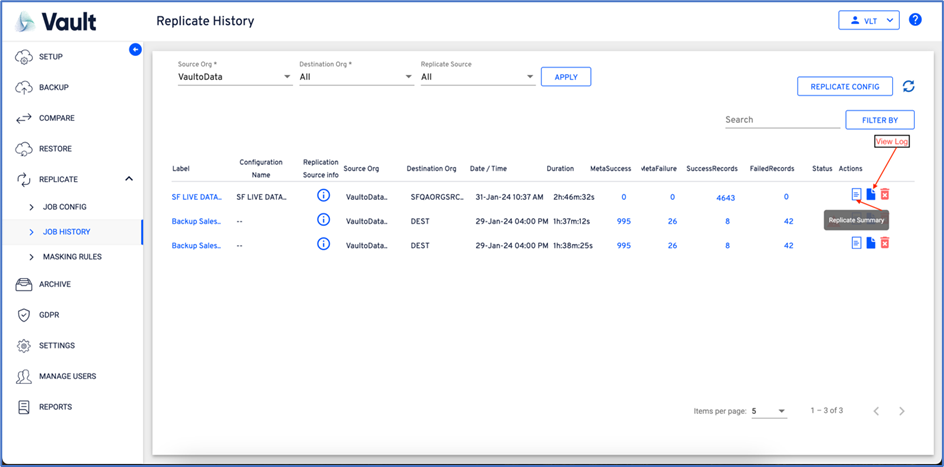 Vault
Replicate History
VLT
?
SETUP
BACKUP
COMPARE
RESTORE
REPLICATE
JOB CONFIG
JOB HISTORY
MASKING RULES
ARCHIVE
GDPR
SETTINGS
MANAGE USERS
REPORTS
Source Org * Destination Org * Replicate Source
VaultoData All All APPLY
REPLICATE CONFIG
Search FILTER BY
View Log
Label Configuration Name Replication Source info Source Org Destination Org Date / Time Duration MetaSuccess MetaFailure SuccessRecords FailedRecords Status Actions
SF LIVE DATA.. SF LIVE DATA.. VaultoData.. SFQAORGSRC.. 31-Jan-24 10:37 AM 2h:46m:32s 0 0 4643 0
Replicate Summary
Backup Sales.. -- VaultoData.. DEST 29-Jan-24 04:00 PM 1h:37m:12s 995 26 8 42
Backup Sales.. -- VaultoData.. DEST 29-Jan-24 04:00 PM 1h:38m:25s 995 26 8 42
Items per page: 5 1 – 3 of 3